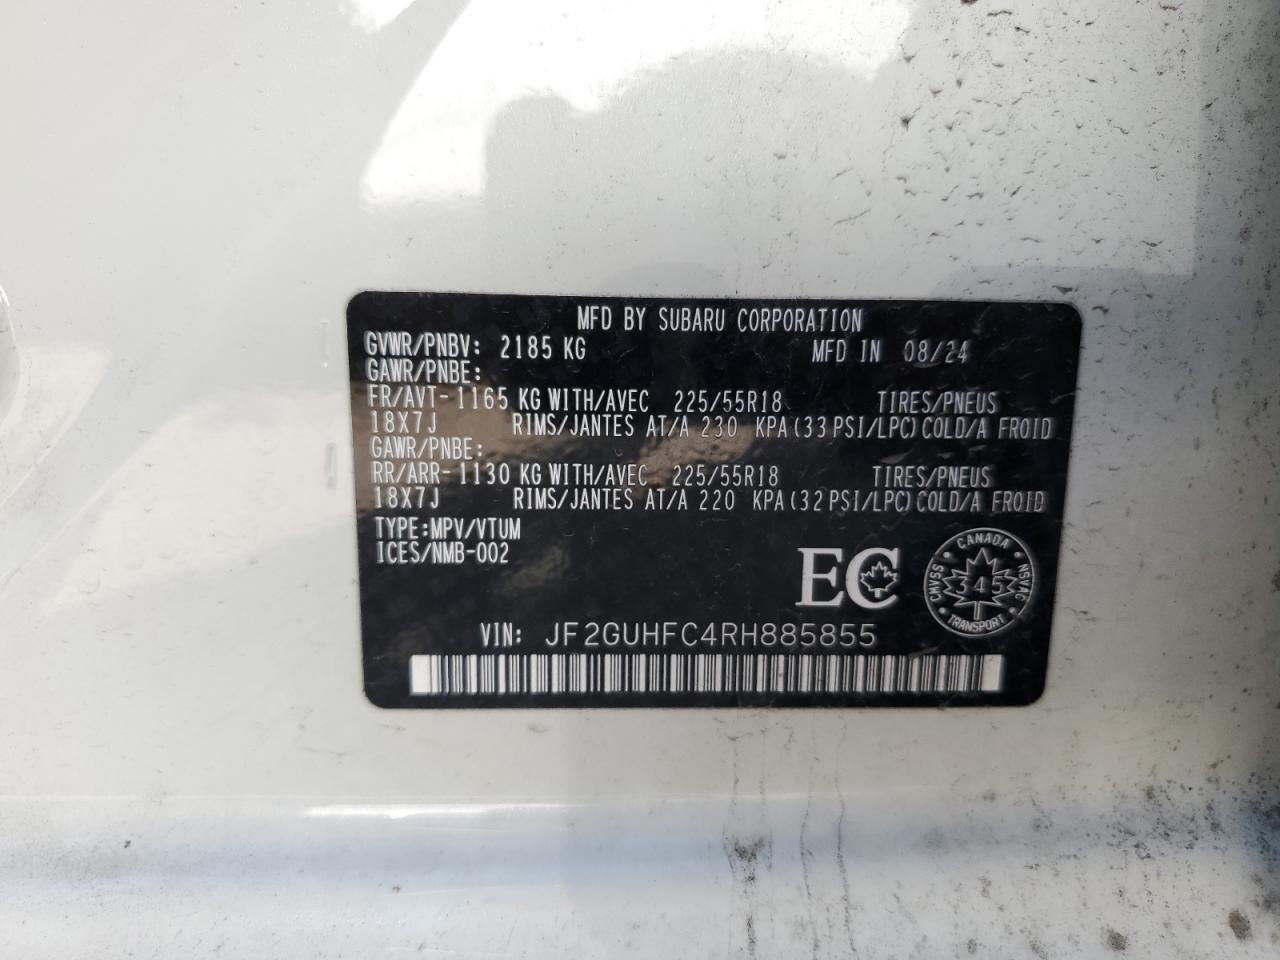 MFD BY SUBARU CORPORATION
GVWR/PNBV: 2185 KG MFD IN 08/24
GAWR/PNBE:
FR/AVT-1165 KG WITH/AVEC 225/55R18 TIRES/PNEUS
18X7J RIMS/JANTES AT/A 230 KPA(33 PSI/LPC)COLD/A FROID
GAWR/PNBE:
RR/ARR-1130 KG WITH/AVEC 225/55R18 TIRES/PNEUS
18X7J RIMS/JANTES AT/A 220 KPA(32 PSI/LPC)COLD/A FROID
TYPE:MPV/VTUM
ICES/NMB-002
EC
CANADA
CMVSS 345 NSVAC
TRANSPORT
VIN: JF2GUHFC4RH885855